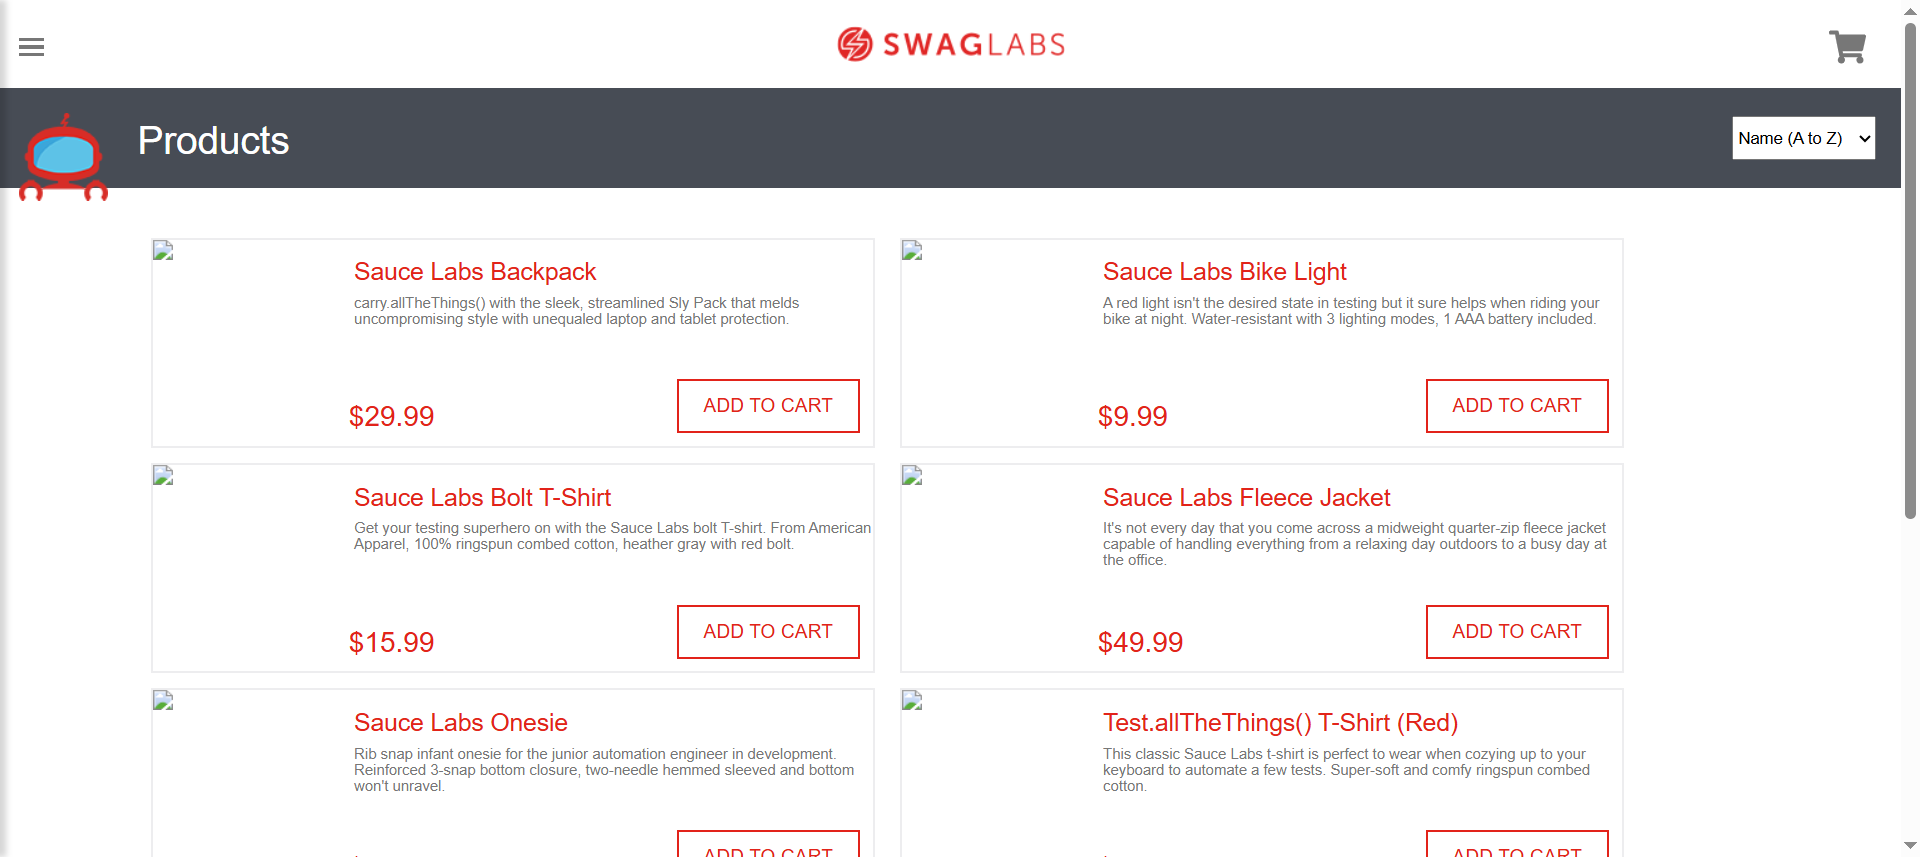 SWAGLABS
Products
Name (A to Z)
Sauce Labs Backpack
carry.allTheThings() with the sleek, streamlined Sly Pack that melds
uncompromising style with unequaled laptop and tablet protection.
$29.99
ADD TO CART
Sauce Labs Bike Light
A red light isn't the desired state in testing but it sure helps when riding your
bike at night. Water-resistant with 3 lighting modes, 1 AAA battery included.
$9.99
ADD TO CART
Sauce Labs Bolt T-Shirt
Get your testing superhero on with the Sauce Labs bolt T-shirt. From American
Apparel, 100% ringspun combed cotton, heather gray with red bolt.
$15.99
ADD TO CART
Sauce Labs Fleece Jacket
It's not every day that you come across a midweight quarter-zip fleece jacket
capable of handling everything from a relaxing day outdoors to a busy day at
the office.
$49.99
ADD TO CART
Sauce Labs Onesie
Rib snap infant onesie for the junior automation engineer in development.
Reinforced 3-snap bottom closure, two-needle hemmed sleeved and bottom
won't unravel.
ADD TO CART
Test.allTheThings() T-Shirt (Red)
This classic Sauce Labs t-shirt is perfect to wear when cozying up to your
keyboard to automate a few tests. Super-soft and comfy ringspun combed
cotton.
ADD TO CART